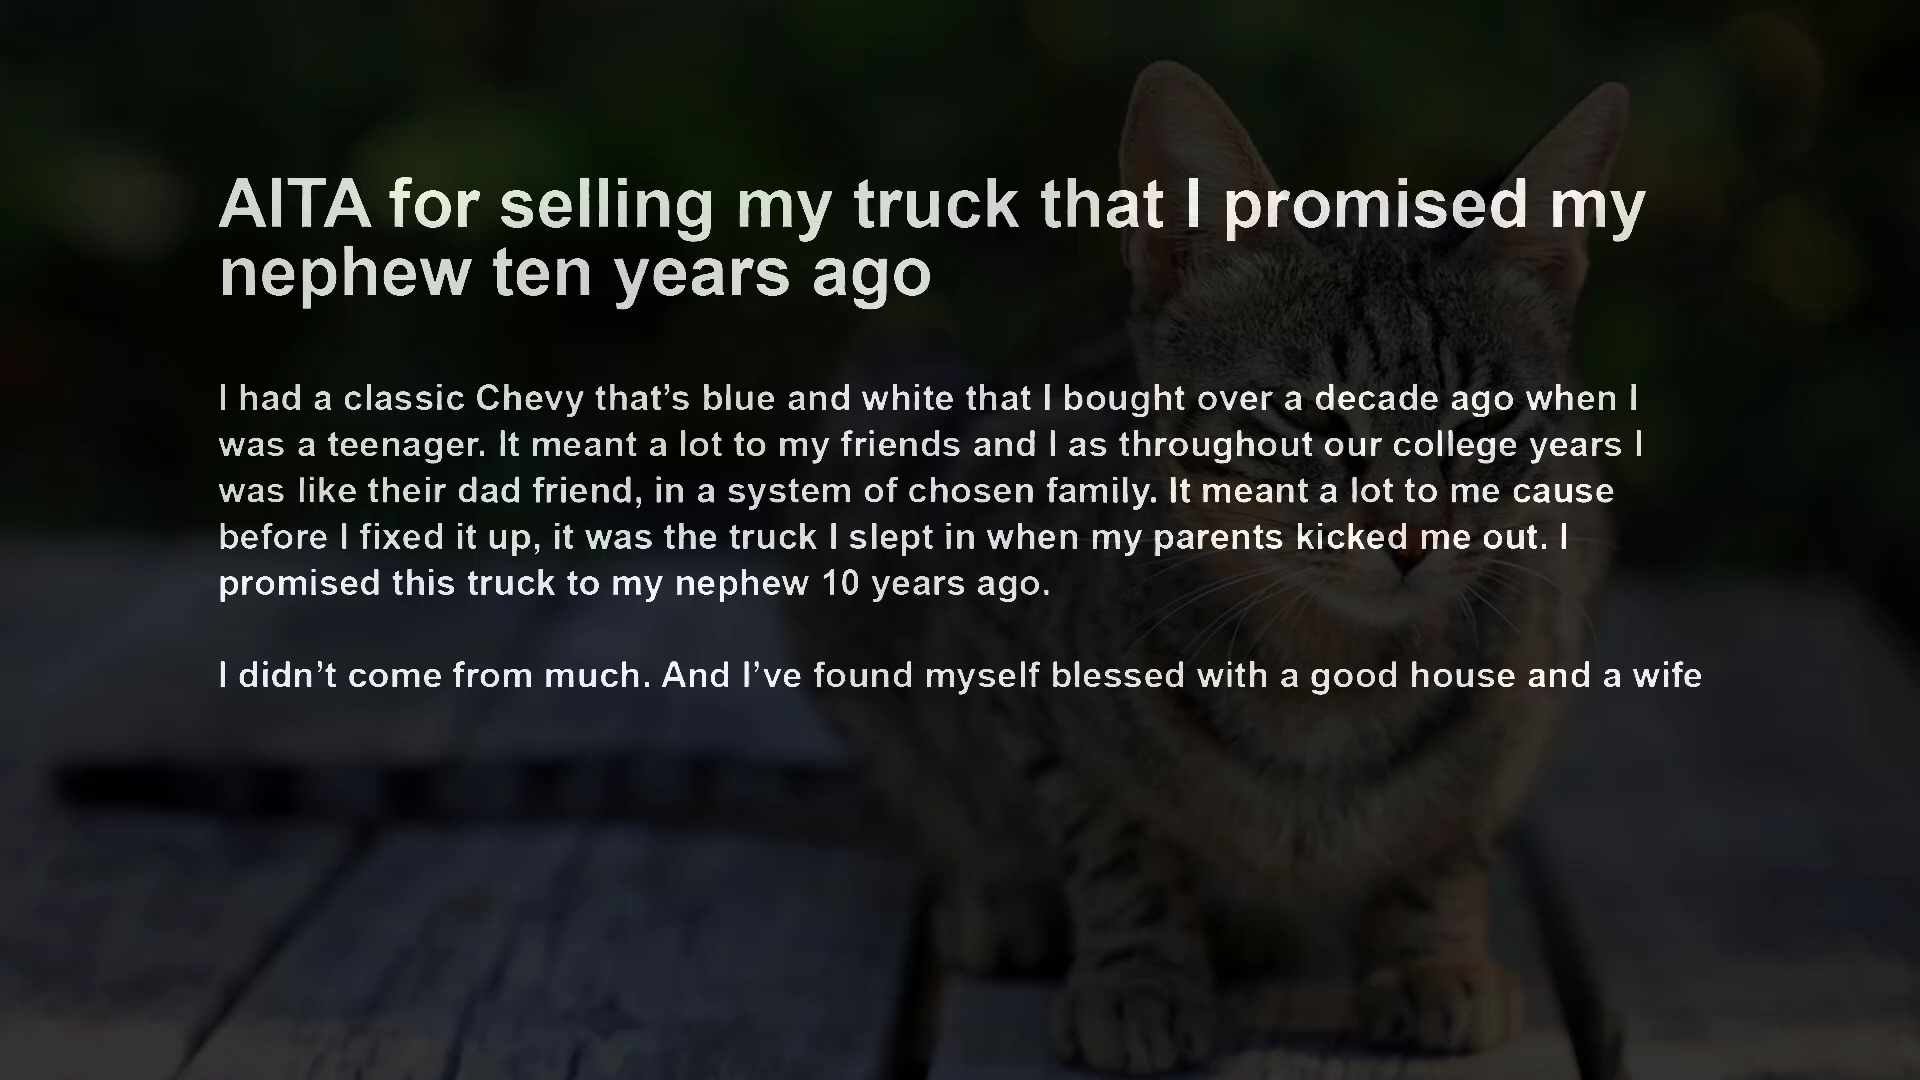 AITA for selling my truck that I promised my
nephew ten years ago
I had a classic Chevy that’s blue and white that I bought over a decade ago when I
was a teenager. It meant a lot to my friends and I as throughout our college years I
was like their dad friend, in a system of chosen family. It meant a lot to me cause
before I fixed it up, it was the truck I slept in when my parents kicked me out. I
promised this truck to my nephew 10 years ago.
I didn’t come from much. And I’ve found myself blessed with a good house and a wife